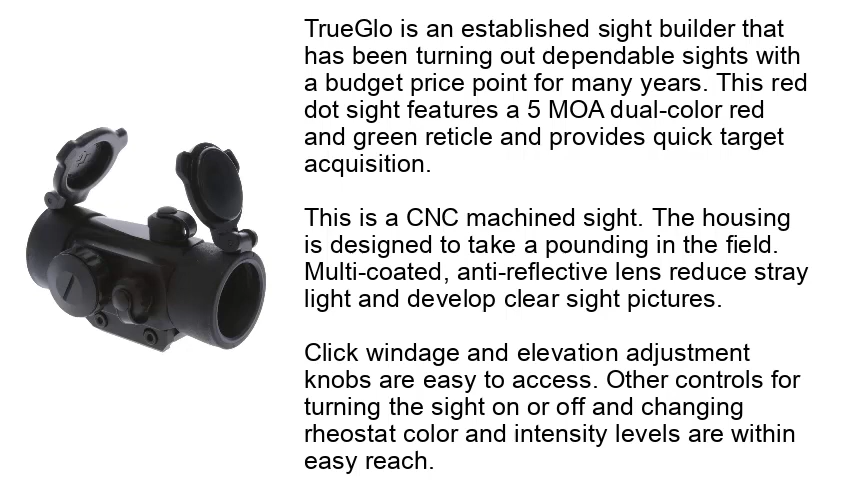 TrueGlo is an established sight builder that
has been turning out dependable sights with
a budget price point for many years. This red
dot sight features a 5 MOA dual-color red
and green reticle and provides quick target
acquisition.
This is a CNC machined sight. The housing
is designed to take a pounding in the field.
Multi-coated, anti-reflective lens reduce stray
light and develop clear sight pictures.
Click windage and elevation adjustment
knobs are easy to access. Other controls for
turning the sight on or off and changing
rheostat color and intensity levels are within
easy reach.